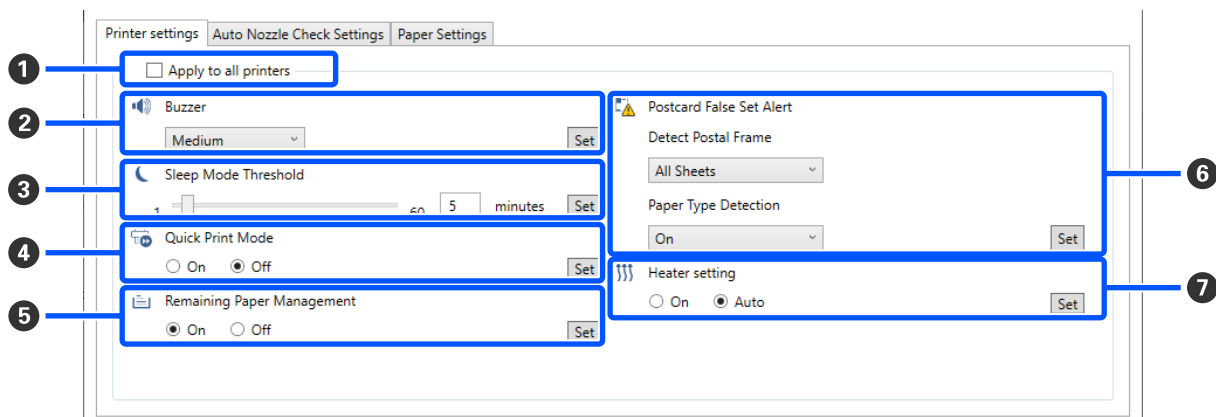 Printer settings Auto Nozzle Check Settings Paper Settings
1 Apply to all printers
2 Buzzer
Medium Set
3 Sleep Mode Threshold
1 60 5 minutes Set
4 Quick Print Mode
On Off Set
5 Remaining Paper Management
On Off Set
Postcard False Set Alert
Detect Postal Frame
All Sheets 6
Paper Type Detection
On Set
Heater setting 7
On Auto Set